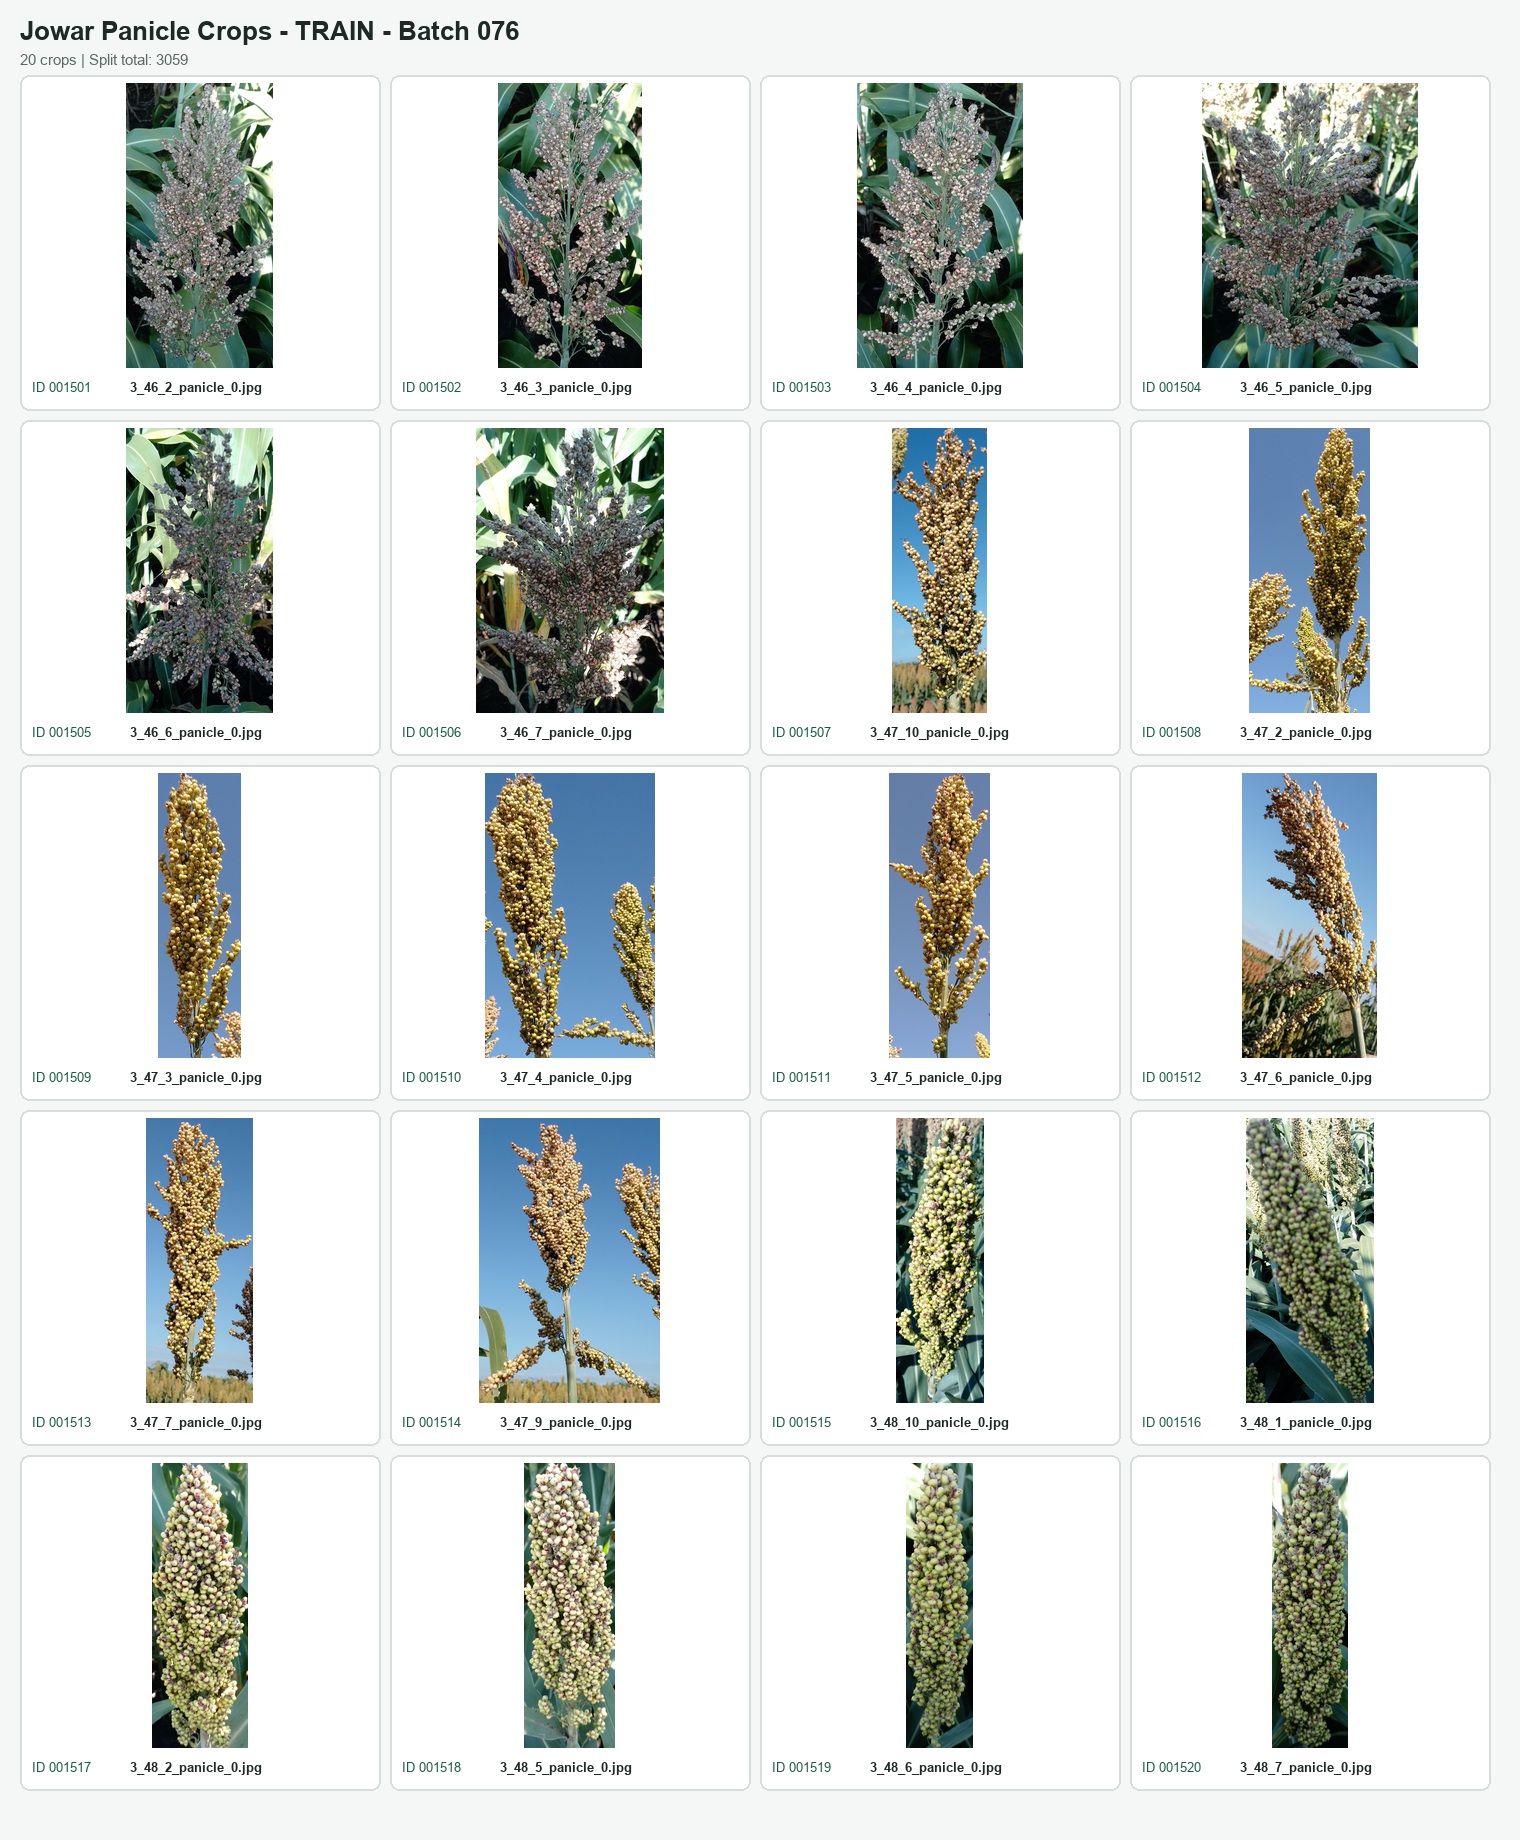 Jowar Panicle Crops - TRAIN - Batch 076
20 crops | Split total: 3059
ID 001501 3_46_2_panicle_0.jpg
ID 001502 3_46_3_panicle_0.jpg
ID 001503 3_46_4_panicle_0.jpg
ID 001504 3_46_5_panicle_0.jpg
ID 001505 3_46_6_panicle_0.jpg
ID 001506 3_46_7_panicle_0.jpg
ID 001507 3_47_10_panicle_0.jpg
ID 001508 3_47_2_panicle_0.jpg
ID 001509 3_47_3_panicle_0.jpg
ID 001510 3_47_4_panicle_0.jpg
ID 001511 3_47_5_panicle_0.jpg
ID 001512 3_47_6_panicle_0.jpg
ID 001513 3_47_7_panicle_0.jpg
ID 001514 3_47_9_panicle_0.jpg
ID 001515 3_48_10_panicle_0.jpg
ID 001516 3_48_1_panicle_0.jpg
ID 001517 3_48_2_panicle_0.jpg
ID 001518 3_48_5_panicle_0.jpg
ID 001519 3_48_6_panicle_0.jpg
ID 001520 3_48_7_panicle_0.jpg